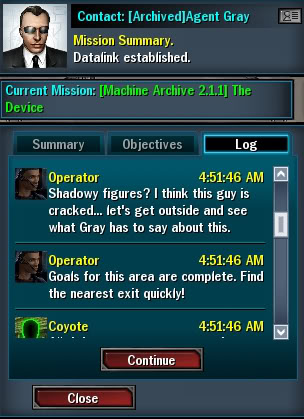 Contact: [Archived]Agent Gray
Mission Summary.
Datalink established.
Current Mission: [Machine Archive 2.1.1] The
Device
Summary Objectives Log
Operator 4:51:46 AM
Shadowy figures? I think this guy is
cracked... let's get outside and see
what Gray has to say about this.
Operator 4:51:46 AM
Goals for this area are complete. Find
the nearest exit quickly!
Coyote 4:51:46 AM
Continue
Close